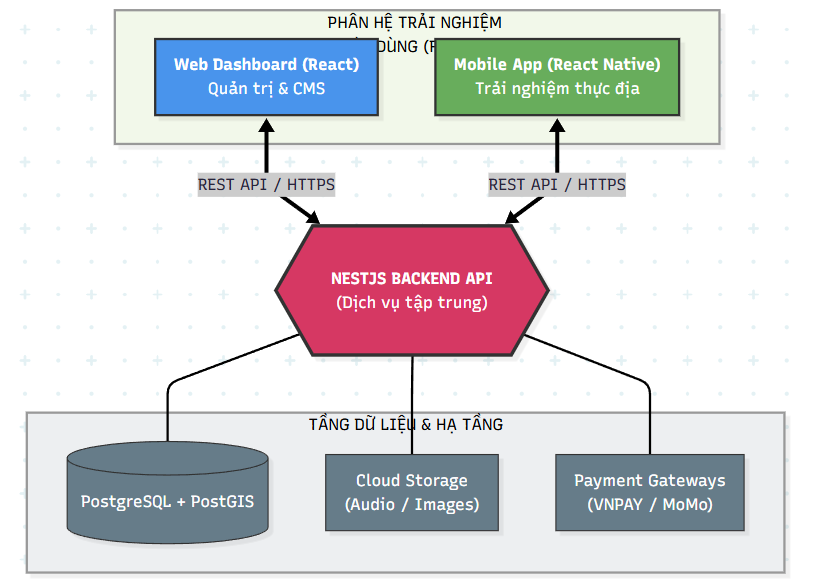 PHÂN HỆ TRẢI NGHIỆM
DÙNG (
Web Dashboard (React)
Quản trị & CMS
Mobile App (React Native)
Trải nghiệm thực địa
REST API / HTTPS
REST API / HTTPS
NESTJS BACKEND API
(Dịch vụ tập trung)
TẦNG DỮ LIỆU & HẠ TẦNG
PostgreSQL + PostGIS
Cloud Storage
(Audio / Images)
Payment Gateways
(VNPAY / MoMo)